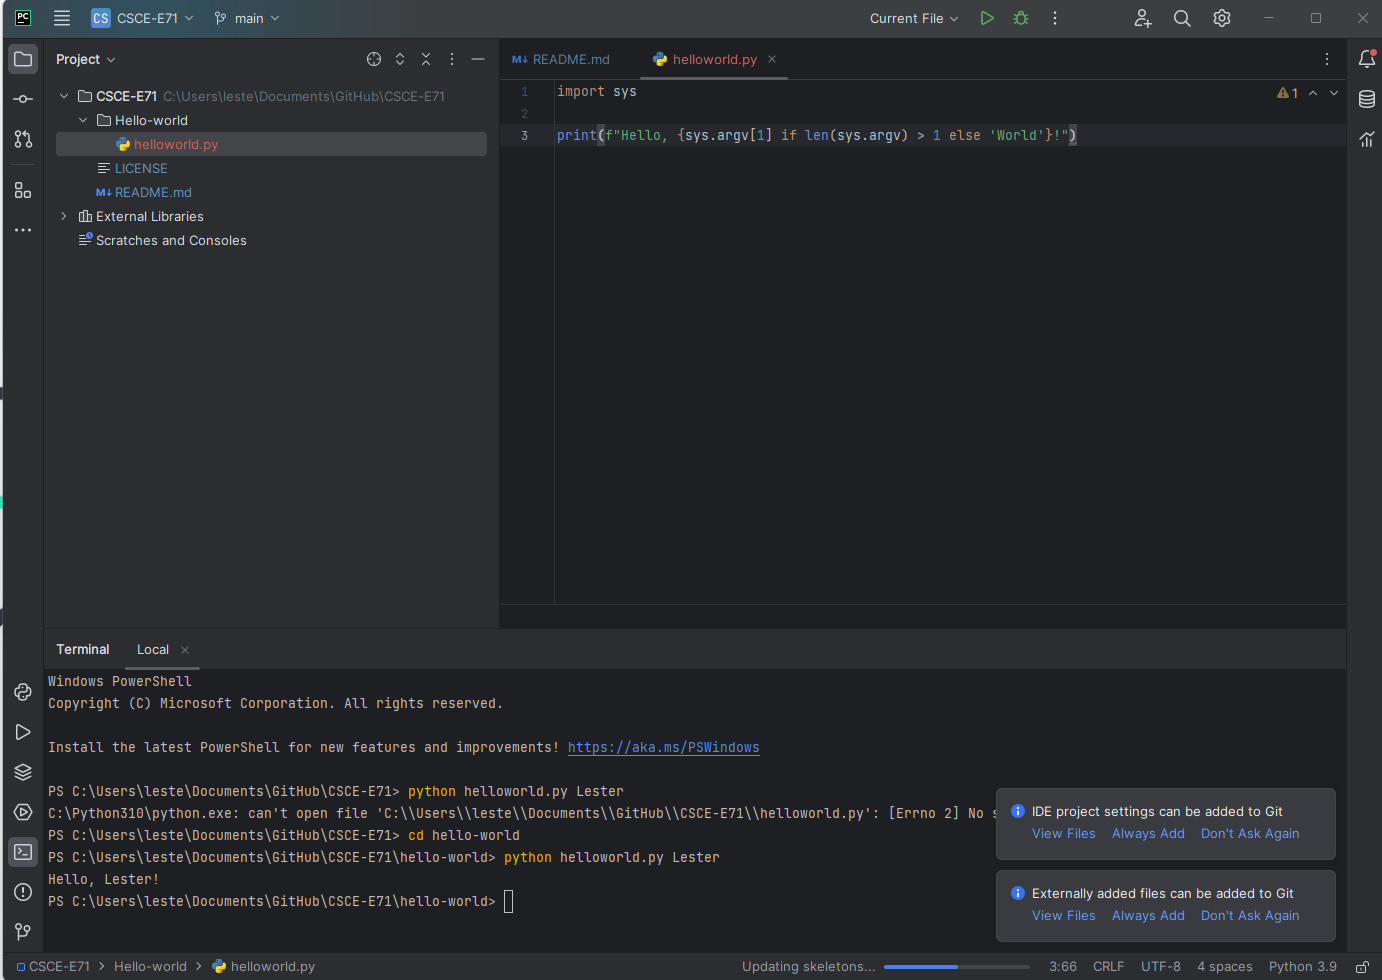 PC CS CSCE-E71 main Current File
Project
README.md
helloworld.py
CSCE-E71 C:\Users\leste\Documents\GitHub\CSCE-E71
Hello-world
helloworld.py
LICENSE
M↓ README.md
External Libraries
Scratches and Consoles
1 import sys
2
3 print(f"Hello, {sys.argv[1] if len(sys.argv) > 1 else 'World'}!")
1
Terminal Local
Windows PowerShell
Copyright (C) Microsoft Corporation. All rights reserved.
Install the latest PowerShell for new features and improvements! https://aka.ms/PSWindows
PS C:\Users\leste\Documents\GitHub\CSCE-E71> python helloworld.py Lester
C:\Python310\python.exe: can't open file 'C:\\Users\\leste\\Documents\\GitHub\\CSCE-E71\\helloworld.py': [Errno 2] No s
PS C:\Users\leste\Documents\GitHub\CSCE-E71> cd hello-world
PS C:\Users\leste\Documents\GitHub\CSCE-E71\hello-world> python helloworld.py Lester
Hello, Lester!
PS C:\Users\leste\Documents\GitHub\CSCE-E71\hello-world>
IDE project settings can be added to Git
View Files Always Add Don't Ask Again
Externally added files can be added to Git
View Files Always Add Don't Ask Again
CSCE-E71 > Hello-world > helloworld.py Updating skeletons... 3:66 CRLF UTF-8 4 spaces Python 3.9